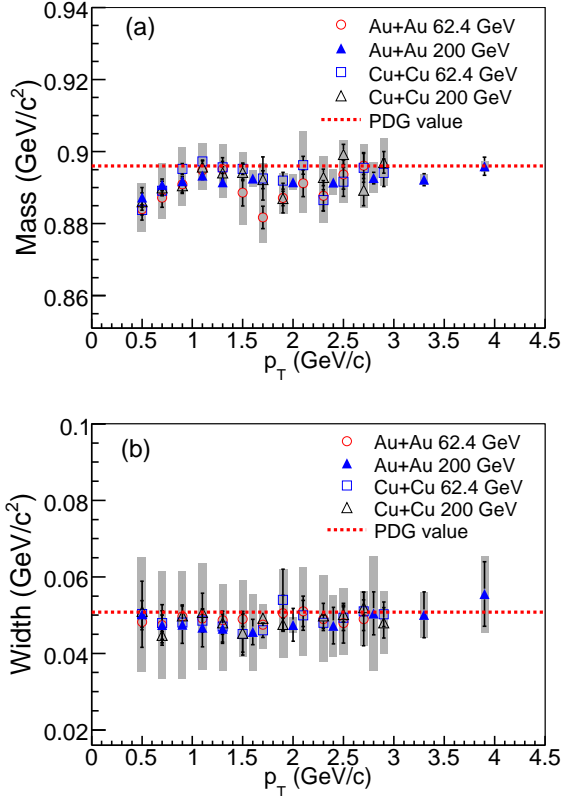 (a)
Au+Au 62.4 GeV
Au+Au 200 GeV
Cu+Cu 62.4 GeV
Cu+Cu 200 GeV
PDG value
Mass (GeV/c²)
0.94
0.92
0.9
0.88
0.86
0 0.5 1 1.5 2 2.5 3 3.5 4 4.5
p_T (GeV/c)
(b)
Au+Au 62.4 GeV
Au+Au 200 GeV
Cu+Cu 62.4 GeV
Cu+Cu 200 GeV
PDG value
Width (GeV/c²)
0.1
0.08
0.06
0.04
0.02
0 0.5 1 1.5 2 2.5 3 3.5 4 4.5
p_T (GeV/c)